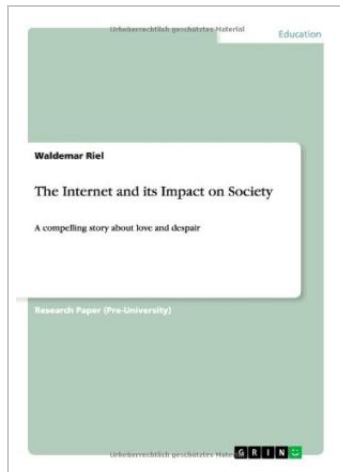 Urheberrechtlich geschütztes Material
Education
Waldemar Riel
The Internet and its Impact on Society
A compelling story about love and despair
Research Paper (Pre-University)
Urheberrechtlich geschütztes Material
GRIN